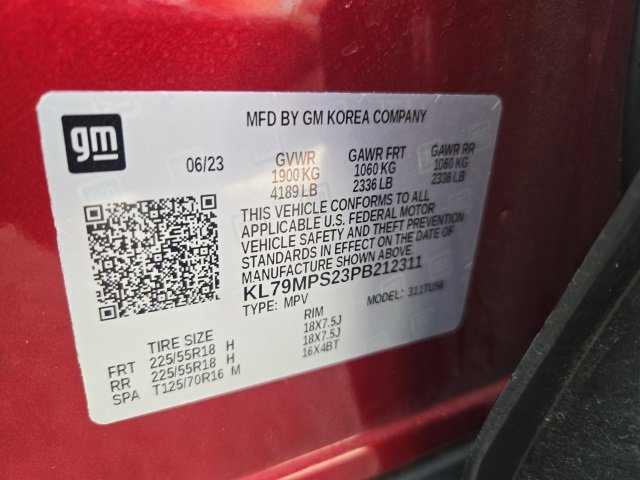 gm
MFD BY GM KOREA COMPANY
06/23 GVWR GAWR FRT GAWR RR
1900 KG 1060 KG 1060 KG
4189 LB 2336 LB 2336 LB
THIS VEHICLE CONFORMS TO ALL
APPLICABLE U.S. FEDERAL MOTOR
VEHICLE SAFETY AND THEFT PREVENTION
STANDARDS IN EFFECT ON THE DATE OF
MANUFACTURE SHOWN ABOVE
KL79MPS23PB212311
TYPE: MPV MODEL: 311TU56
TIRE SIZE RIM
FRT 225/55R18 H 18X7.5J
RR 225/55R18 H 18X7.5J
SPA T125/70R16 M 16X4BT